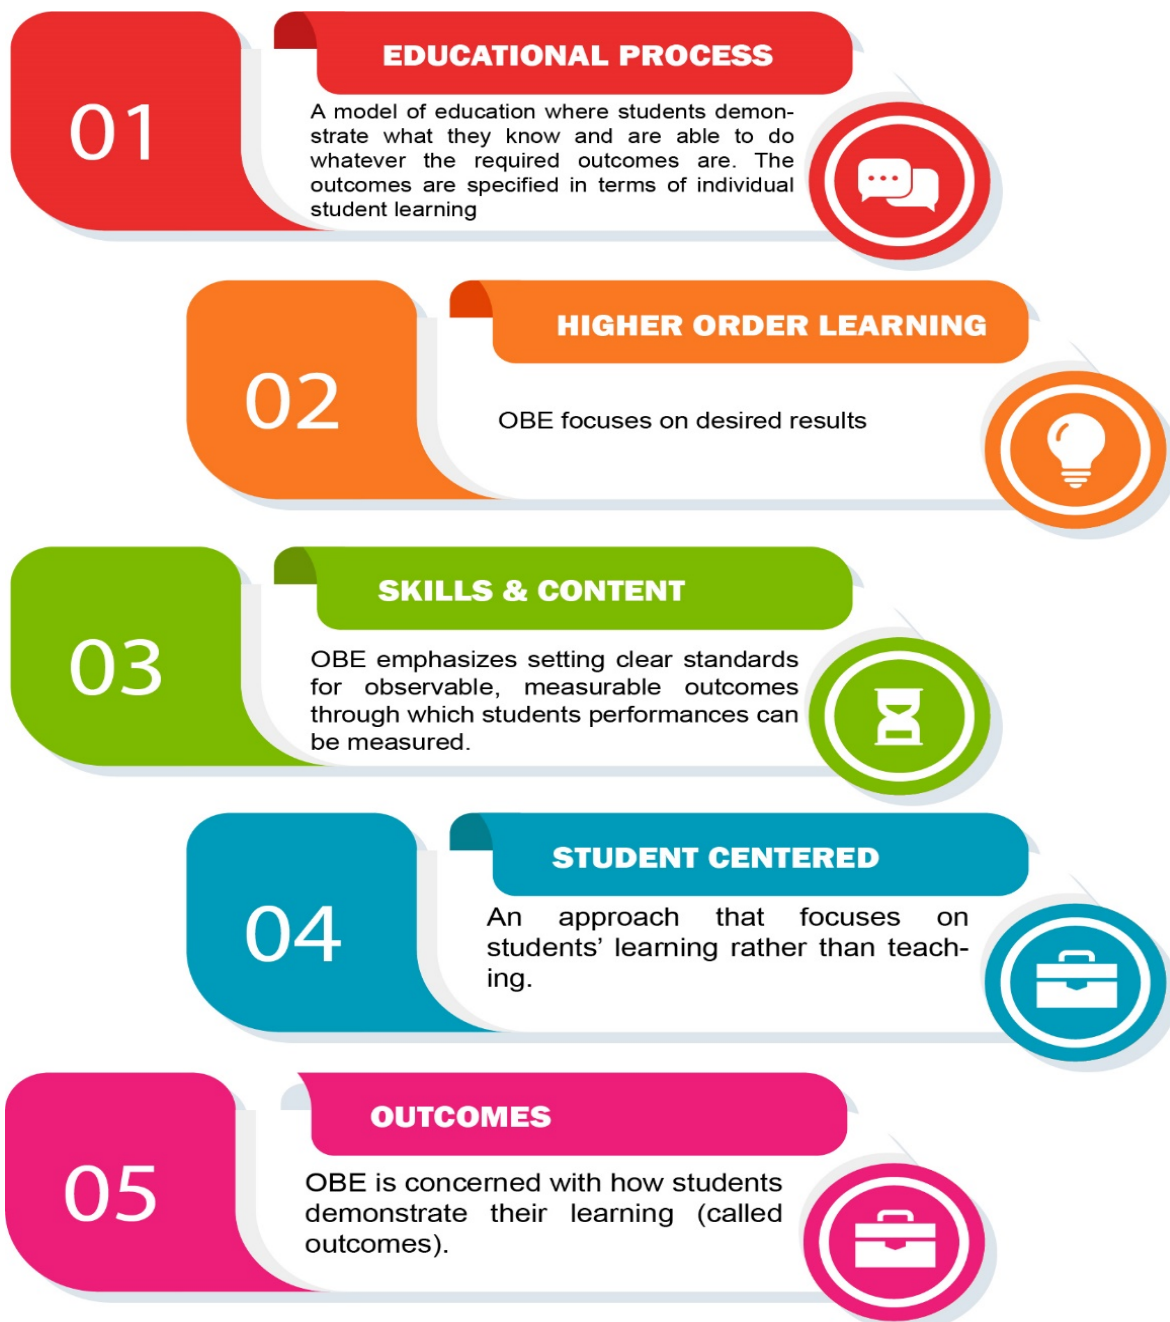 01
EDUCATIONAL PROCESS
A model of education where students demon-
strate what they know and are able to do
whatever the required outcomes are. The
outcomes are specified in terms of individual
student learning
02
HIGHER ORDER LEARNING
OBE focuses on desired results
03
SKILLS & CONTENT
OBE emphasizes setting clear standards
for observable, measurable outcomes
through which students performances can
be measured.
04
STUDENT CENTERED
An approach that focuses on
students’ learning rather than teach-
ing.
05
OUTCOMES
OBE is concerned with how students
demonstrate their learning (called
outcomes).